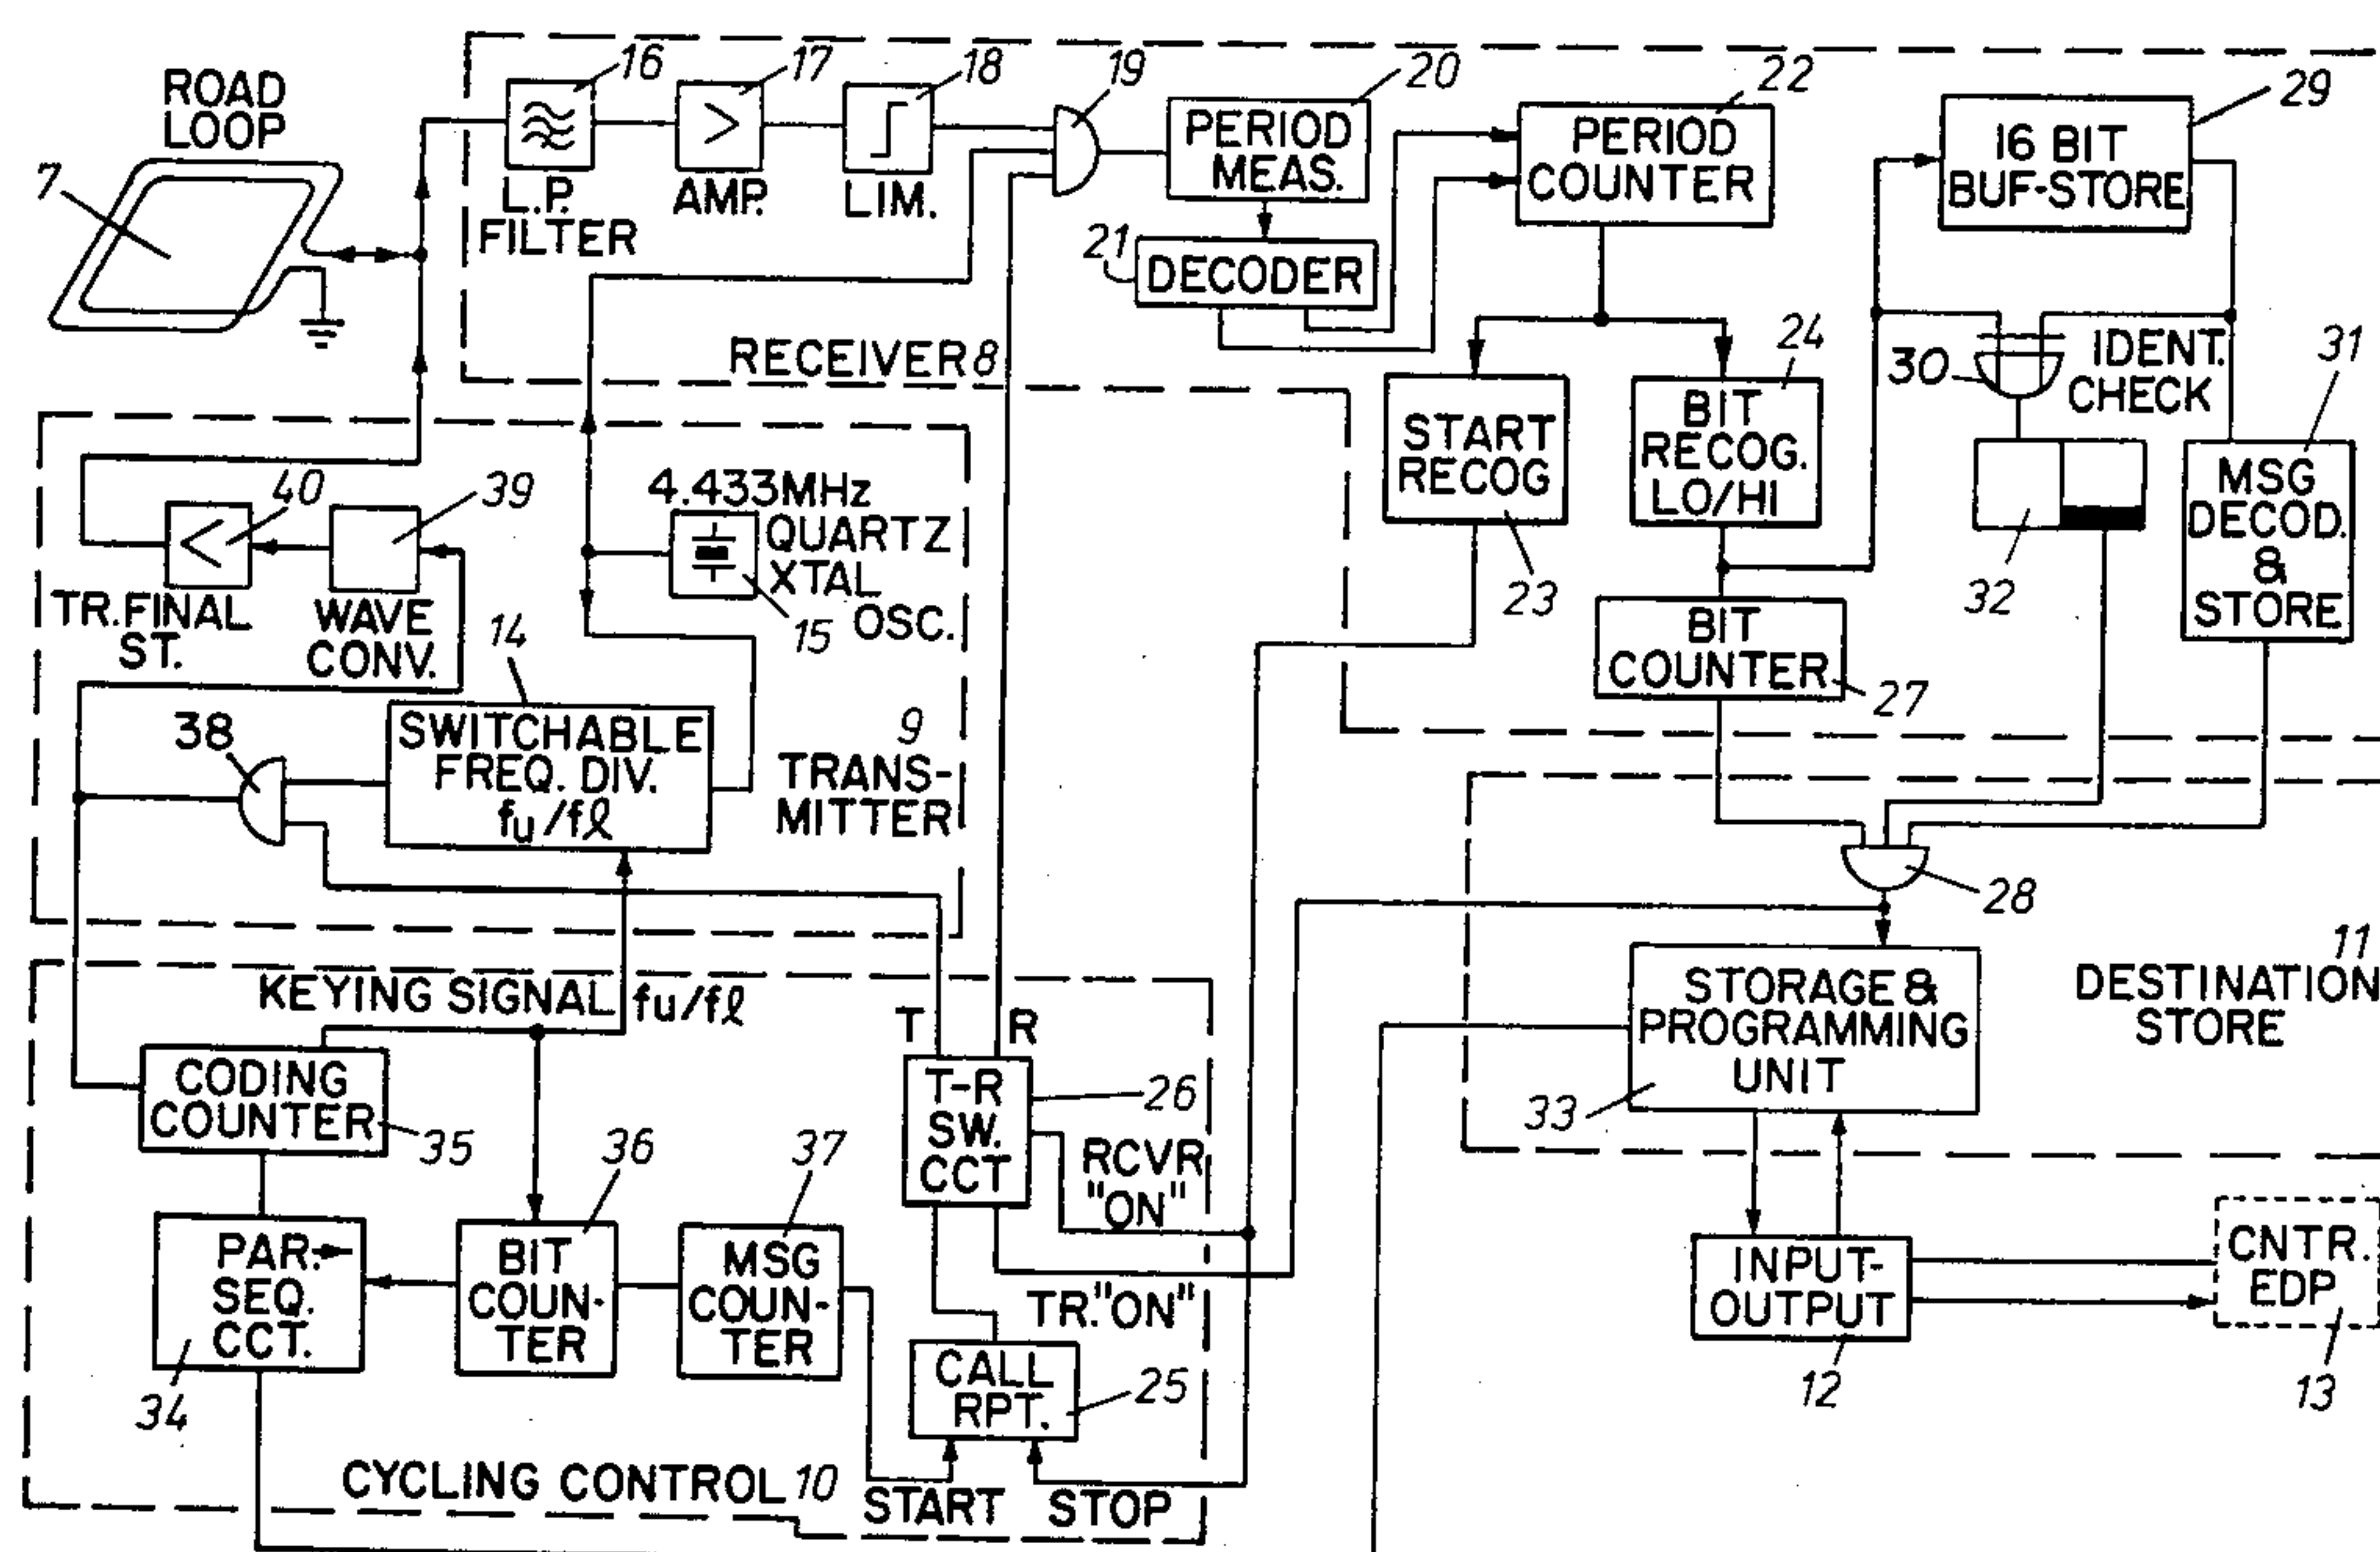 ROAD
LOOP
7
16
L.P.
FILTER
17
AMP.
18
LIM.
19
20
PERIOD
MEAS.
21
DECODER
22
PERIOD
COUNTER
29
16 BIT
BUF-STORE
RECEIVER 8
24
BIT
RECOG.
LO/HI
START
RECOG
23
30
IDENT.
CHECK
31
MSG
DECOD.
&
STORE
32
BIT
COUNTER
27
40
TR.FINAL
ST.
39
WAVE
CONV.
4.433MHz
QUARTZ
XTAL
OSC.
15
14
SWITCHABLE
FREQ. DIV.
fu/fℓ
38
9
TRANS-
MITTER
28
11
DESTINATION
STORE
STORAGE &
PROGRAMMING
UNIT
33
KEYING SIGNAL fu/fℓ
T R
T-R
SW.
CCT
26
RCVR
"ON"
CODING
COUNTER
35
36
BIT
COUN-
TER
37
MSG
COUN-
TER
PAR.
SEQ.
CCT.
34
TR."ON"
CALL
RPT.
25
START STOP
CYCLING CONTROL 10
INPUT-
OUTPUT
12
CNTR.
EDP
13